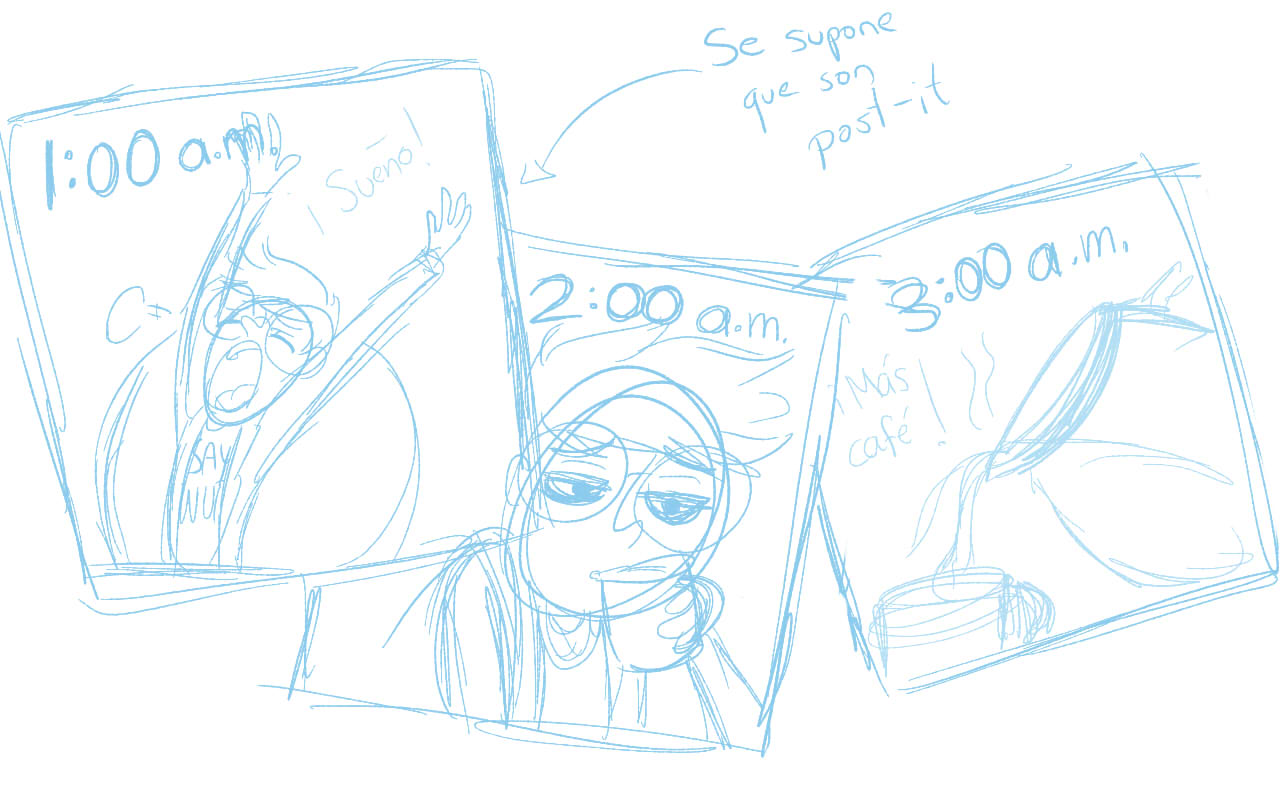 Se supone
que son
post-it
1:00 a.m.
¡Sueño!
2:00 a.m.
3:00 a.m.
¡Más
café!